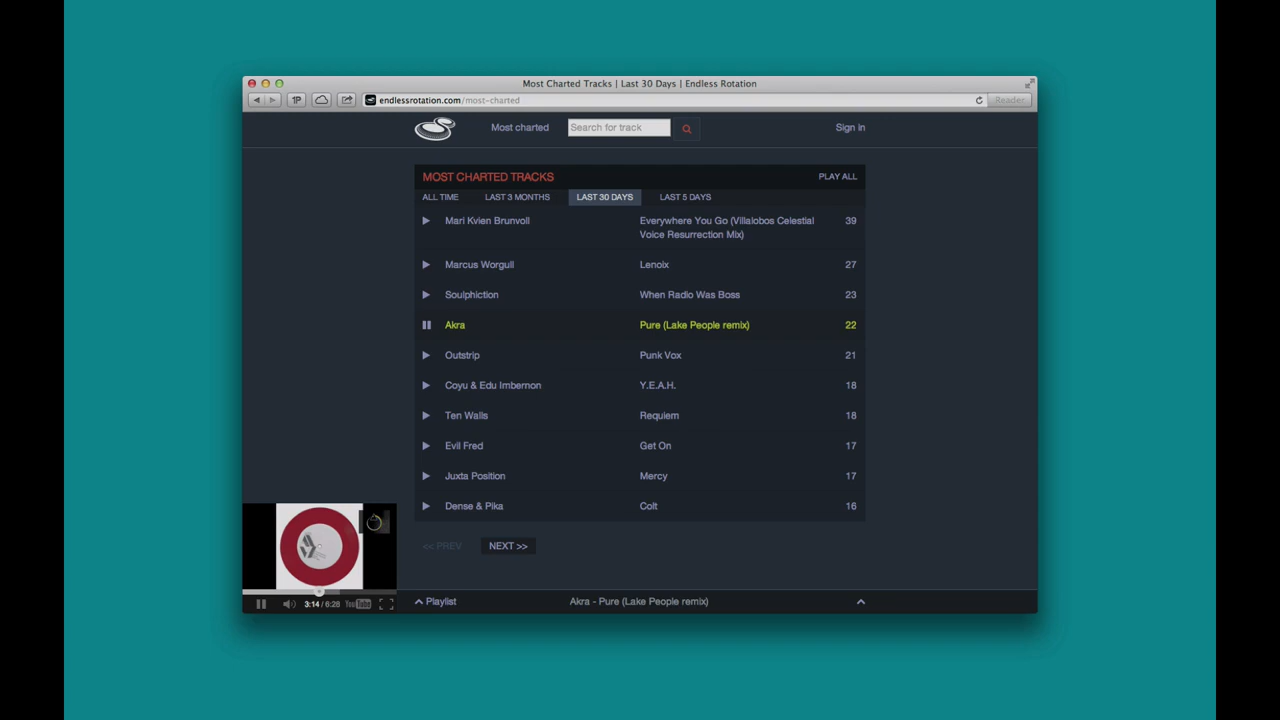 Most Charted Tracks | Last 30 Days | Endless Rotation
1P
endlessrotation.com/most-charted
Reader
Most charted
Search for track
Sign in
MOST CHARTED TRACKS
PLAY ALL
ALL TIME
LAST 3 MONTHS
LAST 30 DAYS
LAST 5 DAYS
Mari Kvien Brunvoll Everywhere You Go (Villalobos Celestial 39
Voice Resurrection Mix)
Marcus Worgull Lenoix 27
Soulphiction When Radio Was Boss 23
Akra Pure (Lake People remix) 22
Outstrip Punk Vox 21
Coyu & Edu Imbernon Y.E.A.H. 18
Ten Walls Requiem 18
Evil Fred Get On 17
Juxta Position Mercy 17
Dense & Pika Colt 16
<< PREV
NEXT >>
3:14 / 6:28 YouTube
Playlist
Akra - Pure (Lake People remix)